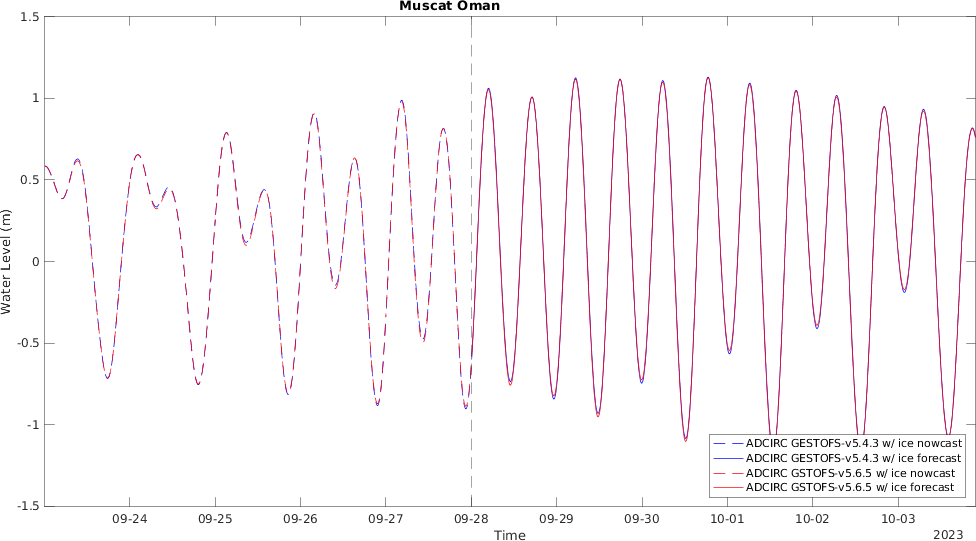 Muscat Oman
1.5
1
0.5
0
-0.5
-1
-1.5
Water Level (m)
ADCIRC GESTOFS-v5.4.3 w/ ice nowcast
ADCIRC GESTOFS-v5.4.3 w/ ice forecast
ADCIRC GSTOFS-v5.6.5 w/ ice nowcast
ADCIRC GSTOFS-v5.6.5 w/ ice forecast
09-24 09-25 09-26 09-27 09-28 09-29 09-30 10-01 10-02 10-03
Time
2023